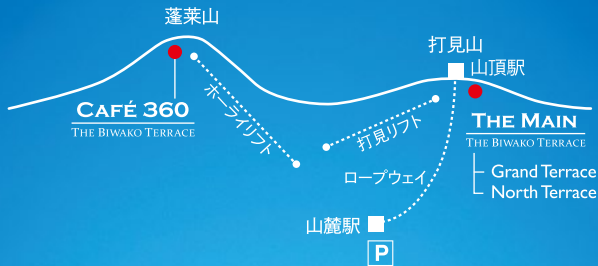 蓬莱山
CAFÉ 360
THE BIWAKO TERRACE
ホーライリフト
打見リフト
打見山
山頂駅
THE MAIN
THE BIWAKO TERRACE
Grand Terrace
North Terrace
ロープウェイ
山麓駅
P